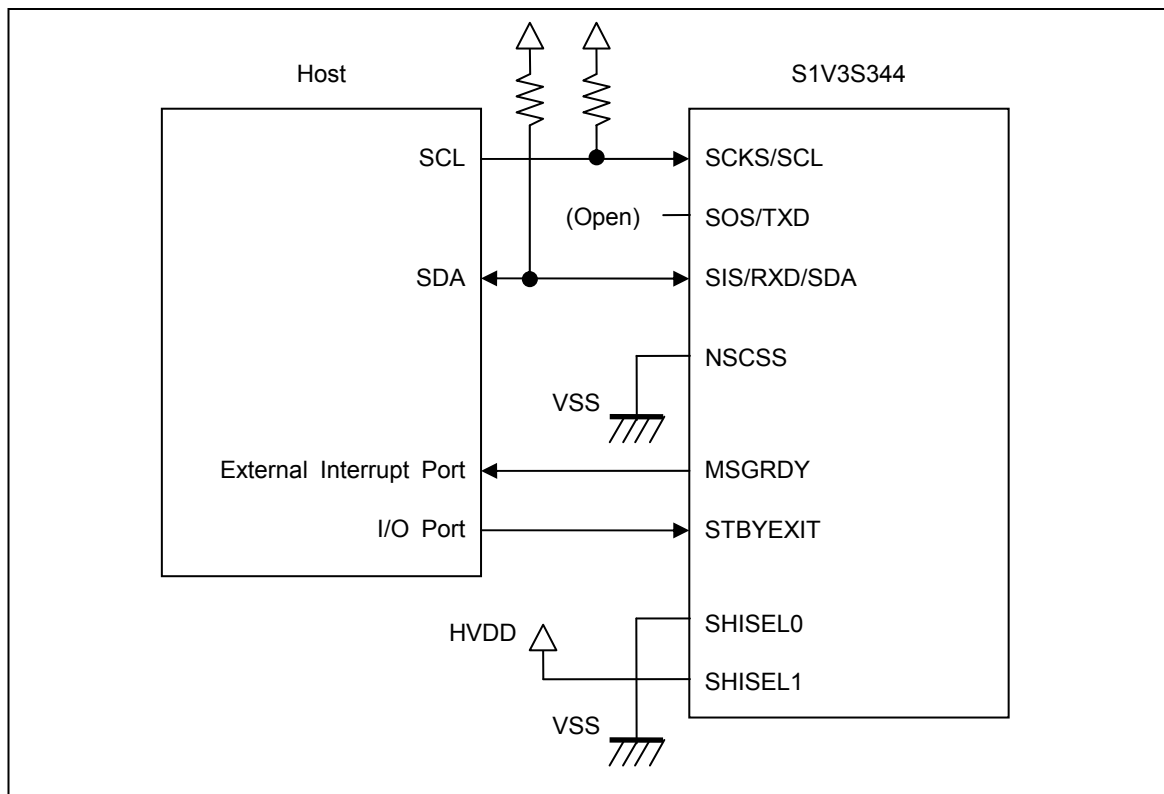 Host
S1V3S344
SCL
SCKS/SCL
(Open)
SOS/TXD
SDA
SIS/RXD/SDA
NSCSS
VSS
External Interrupt Port
MSGRDY
I/O Port
STBYEXIT
HVDD
SHISEL0
SHISEL1
VSS